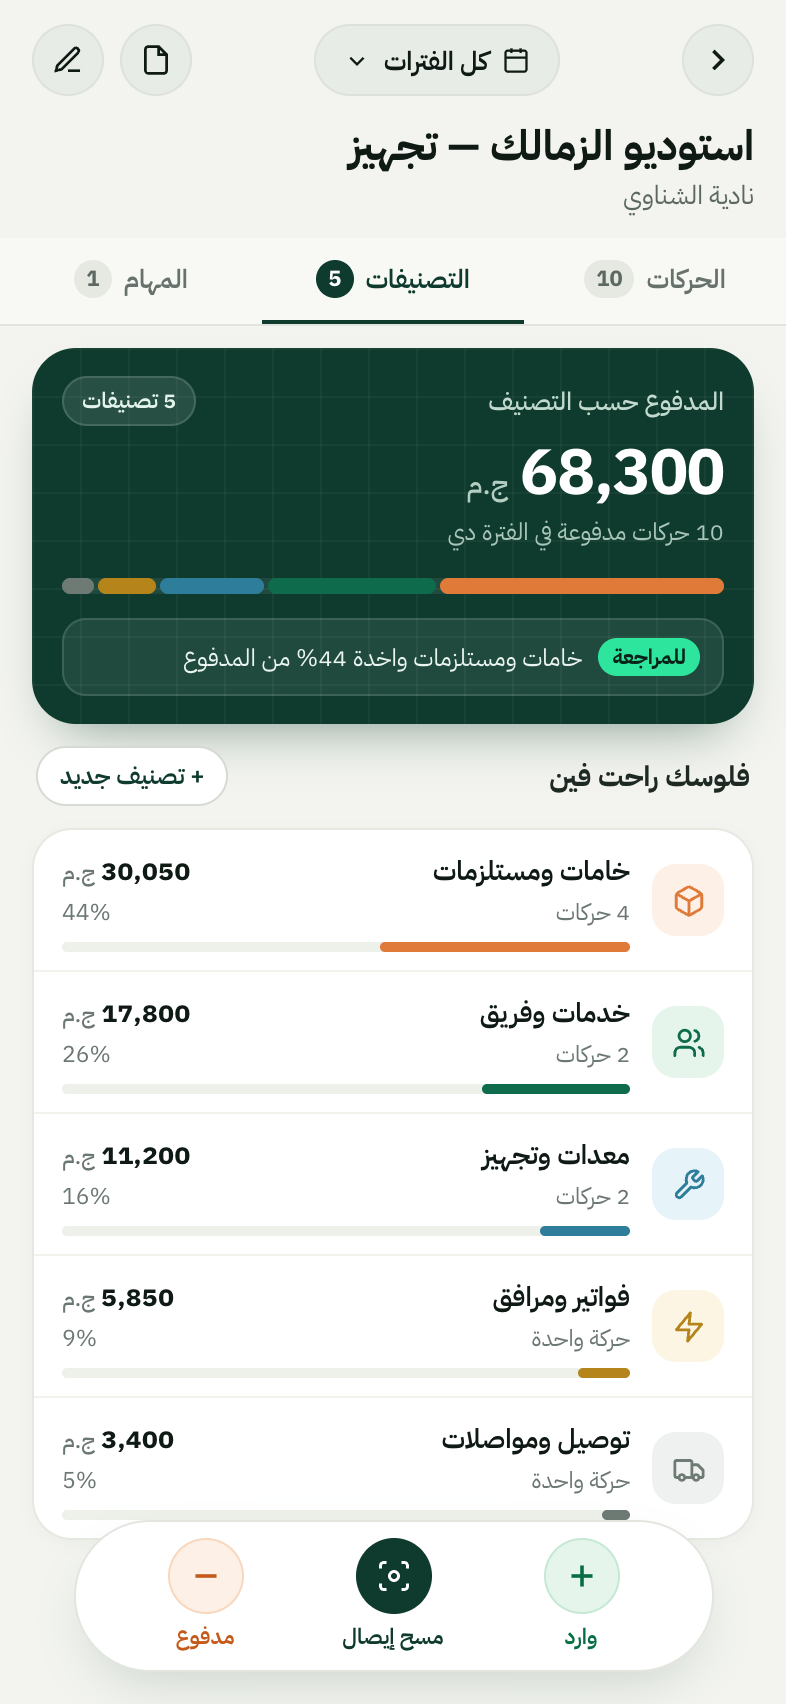 كل الفترات
استوديو الزمالك — تجهيز
نادية الشناوي
الحركات 10
التصنيفات 5
المهام 1
المدفوع حسب التصنيف
5 تصنيفات
68,300 ج.م
10 حركات مدفوعة في الفترة دي
للمراجعة خامات ومستلزمات واخدة 44% من المدفوع
فلوسك راحت فين
+ تصنيف جديد
خامات ومستلزمات
30,050 ج.م
4 حركات
44%
خدمات وفريق
17,800 ج.م
2 حركات
26%
معدات وتجهيز
11,200 ج.م
2 حركات
16%
فواتير ومرافق
5,850 ج.م
حركة واحدة
9%
توصيل ومواصلات
3,400 ج.م
حركة واحدة
5%
وارد
مسح إيصال
مدفوع